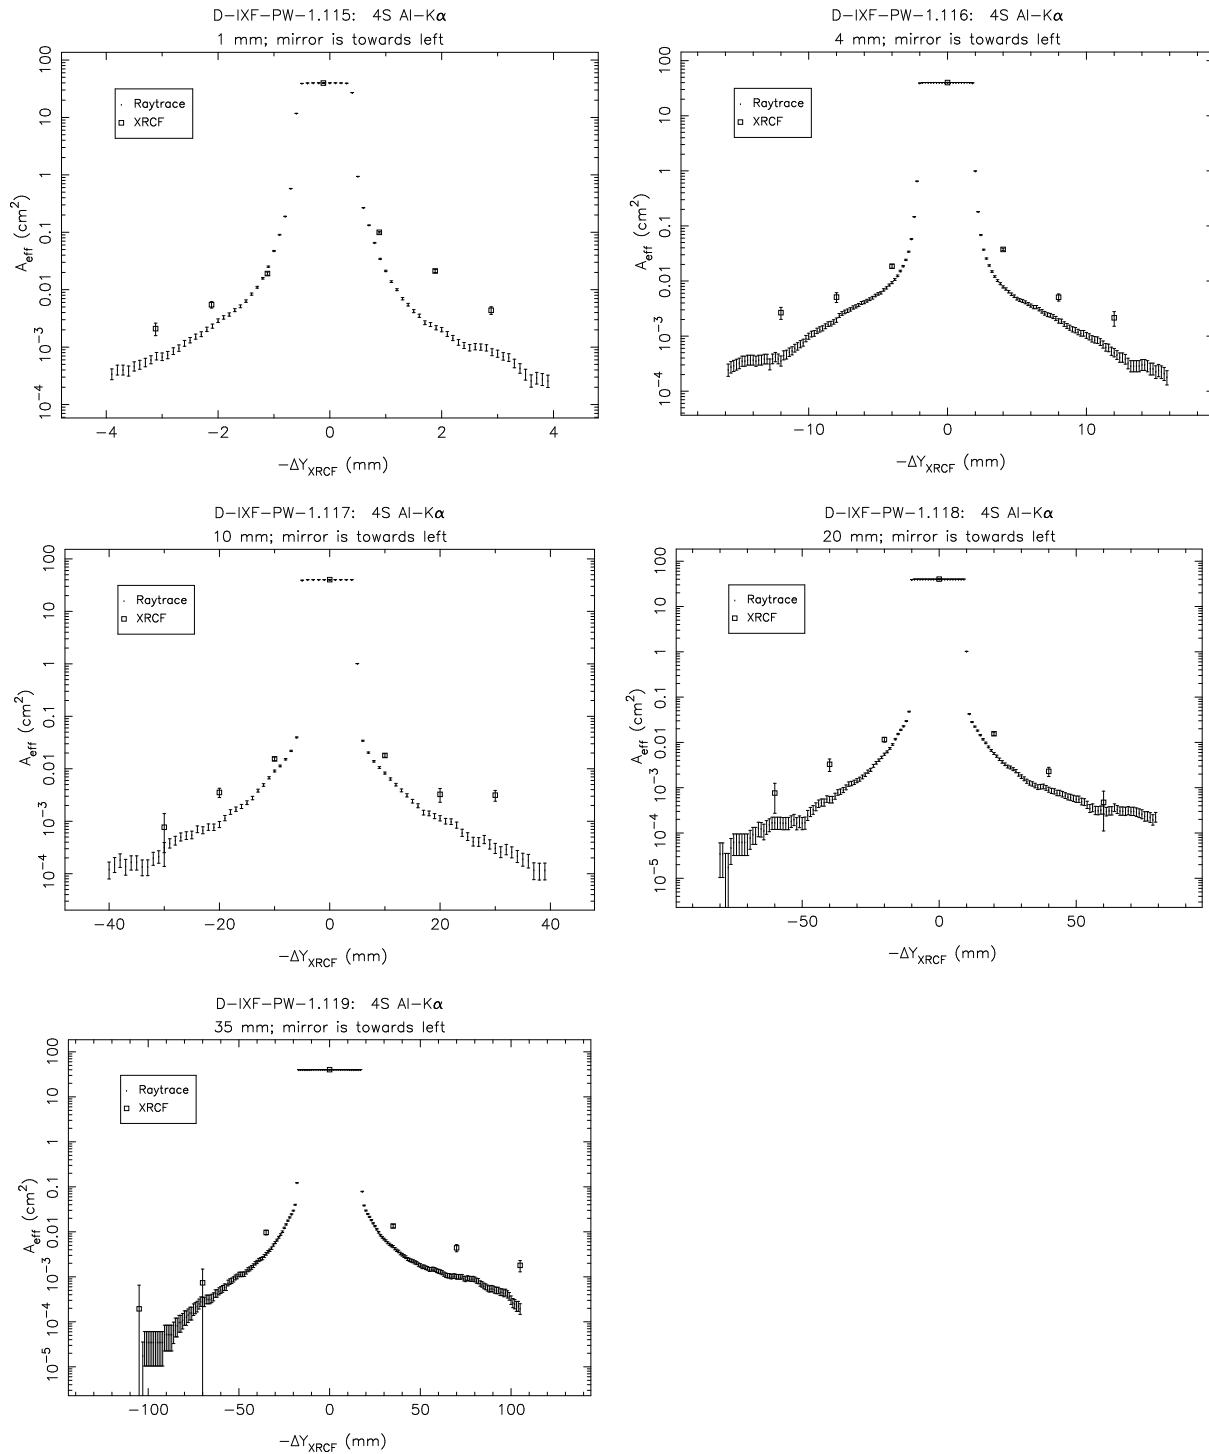 D-IXF-PW-1.115: 4S Al-Kα
1 mm; mirror is towards left
A_eff (cm²)
100
10
1
0.1
0.01
10⁻³
10⁻⁴
Raytrace
XRCF
−4 −2 0 2 4
−ΔY_XRCF (mm)
D-IXF-PW-1.116: 4S Al-Kα
4 mm; mirror is towards left
A_eff (cm²)
100
10
1
0.1
0.01
10⁻³
10⁻⁴
Raytrace
XRCF
−10 0 10
−ΔY_XRCF (mm)
D-IXF-PW-1.117: 4S Al-Kα
10 mm; mirror is towards left
A_eff (cm²)
100
10
1
0.1
0.01
10⁻³
10⁻⁴
Raytrace
XRCF
−40 −20 0 20 40
−ΔY_XRCF (mm)
D-IXF-PW-1.118: 4S Al-Kα
20 mm; mirror is towards left
A_eff (cm²)
100
10
1
0.1
0.01
10⁻³
10⁻⁴
10⁻⁵
Raytrace
XRCF
−50 0 50
−ΔY_XRCF (mm)
D-IXF-PW-1.119: 4S Al-Kα
35 mm; mirror is towards left
A_eff (cm²)
100
10
1
0.1
0.01
10⁻³
10⁻⁴
10⁻⁵
Raytrace
XRCF
−100 −50 0 50 100
−ΔY_XRCF (mm)